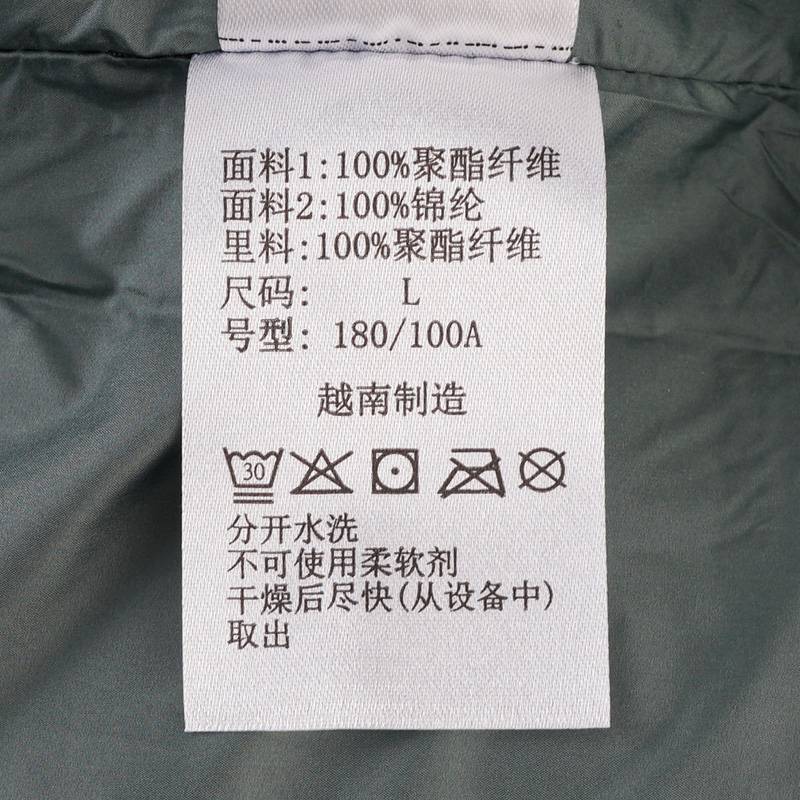 面料1:100%聚酯纤维
面料2:100%锦纶
里料:100%聚酯纤维
尺码: L
号型: 180/100A
越南制造
30
分开水洗
不可使用柔软剂
干燥后尽快(从设备中)
取出